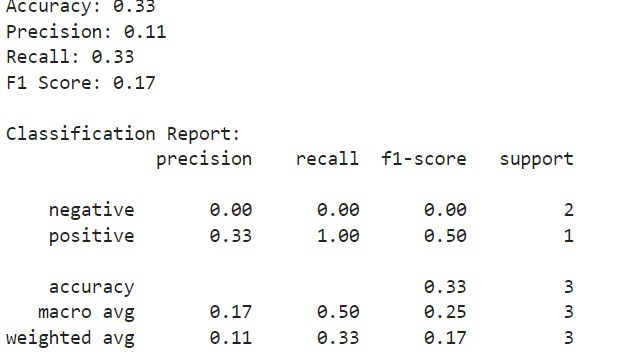 Accuracy: 0.33
Precision: 0.11
Recall: 0.33
F1 Score: 0.17
Classification Report:
precision recall f1-score support
negative 0.00 0.00 0.00 2
positive 0.33 1.00 0.50 1
accuracy 0.33 3
macro avg 0.17 0.50 0.25 3
weighted avg 0.11 0.33 0.17 3